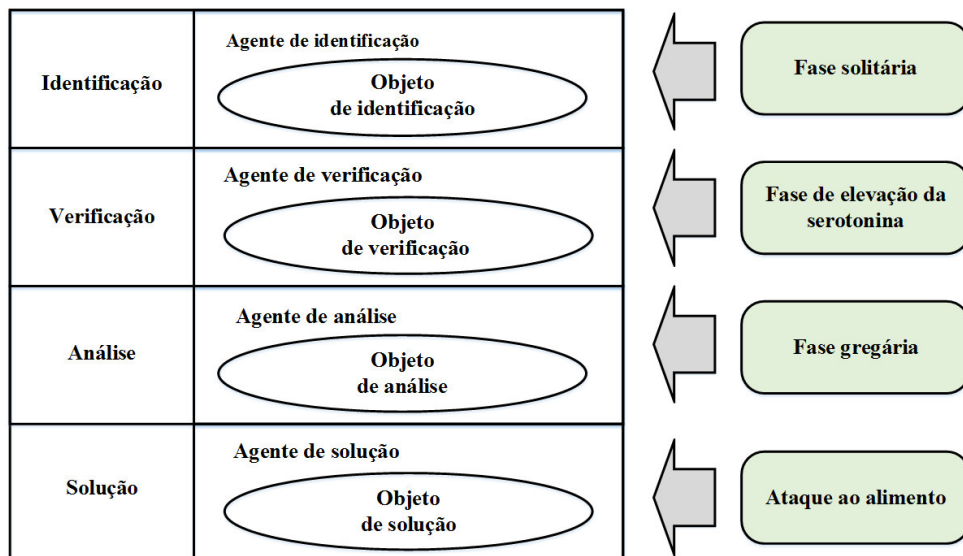 Identificação
Agente de identificação
Objeto
de identificação
Fase solitária
Verificação
Agente de verificação
Objeto
de verificação
Fase de elevação da
serotonina
Análise
Agente de análise
Objeto
de análise
Fase gregária
Solução
Agente de solução
Objeto
de solução
Ataque ao alimento